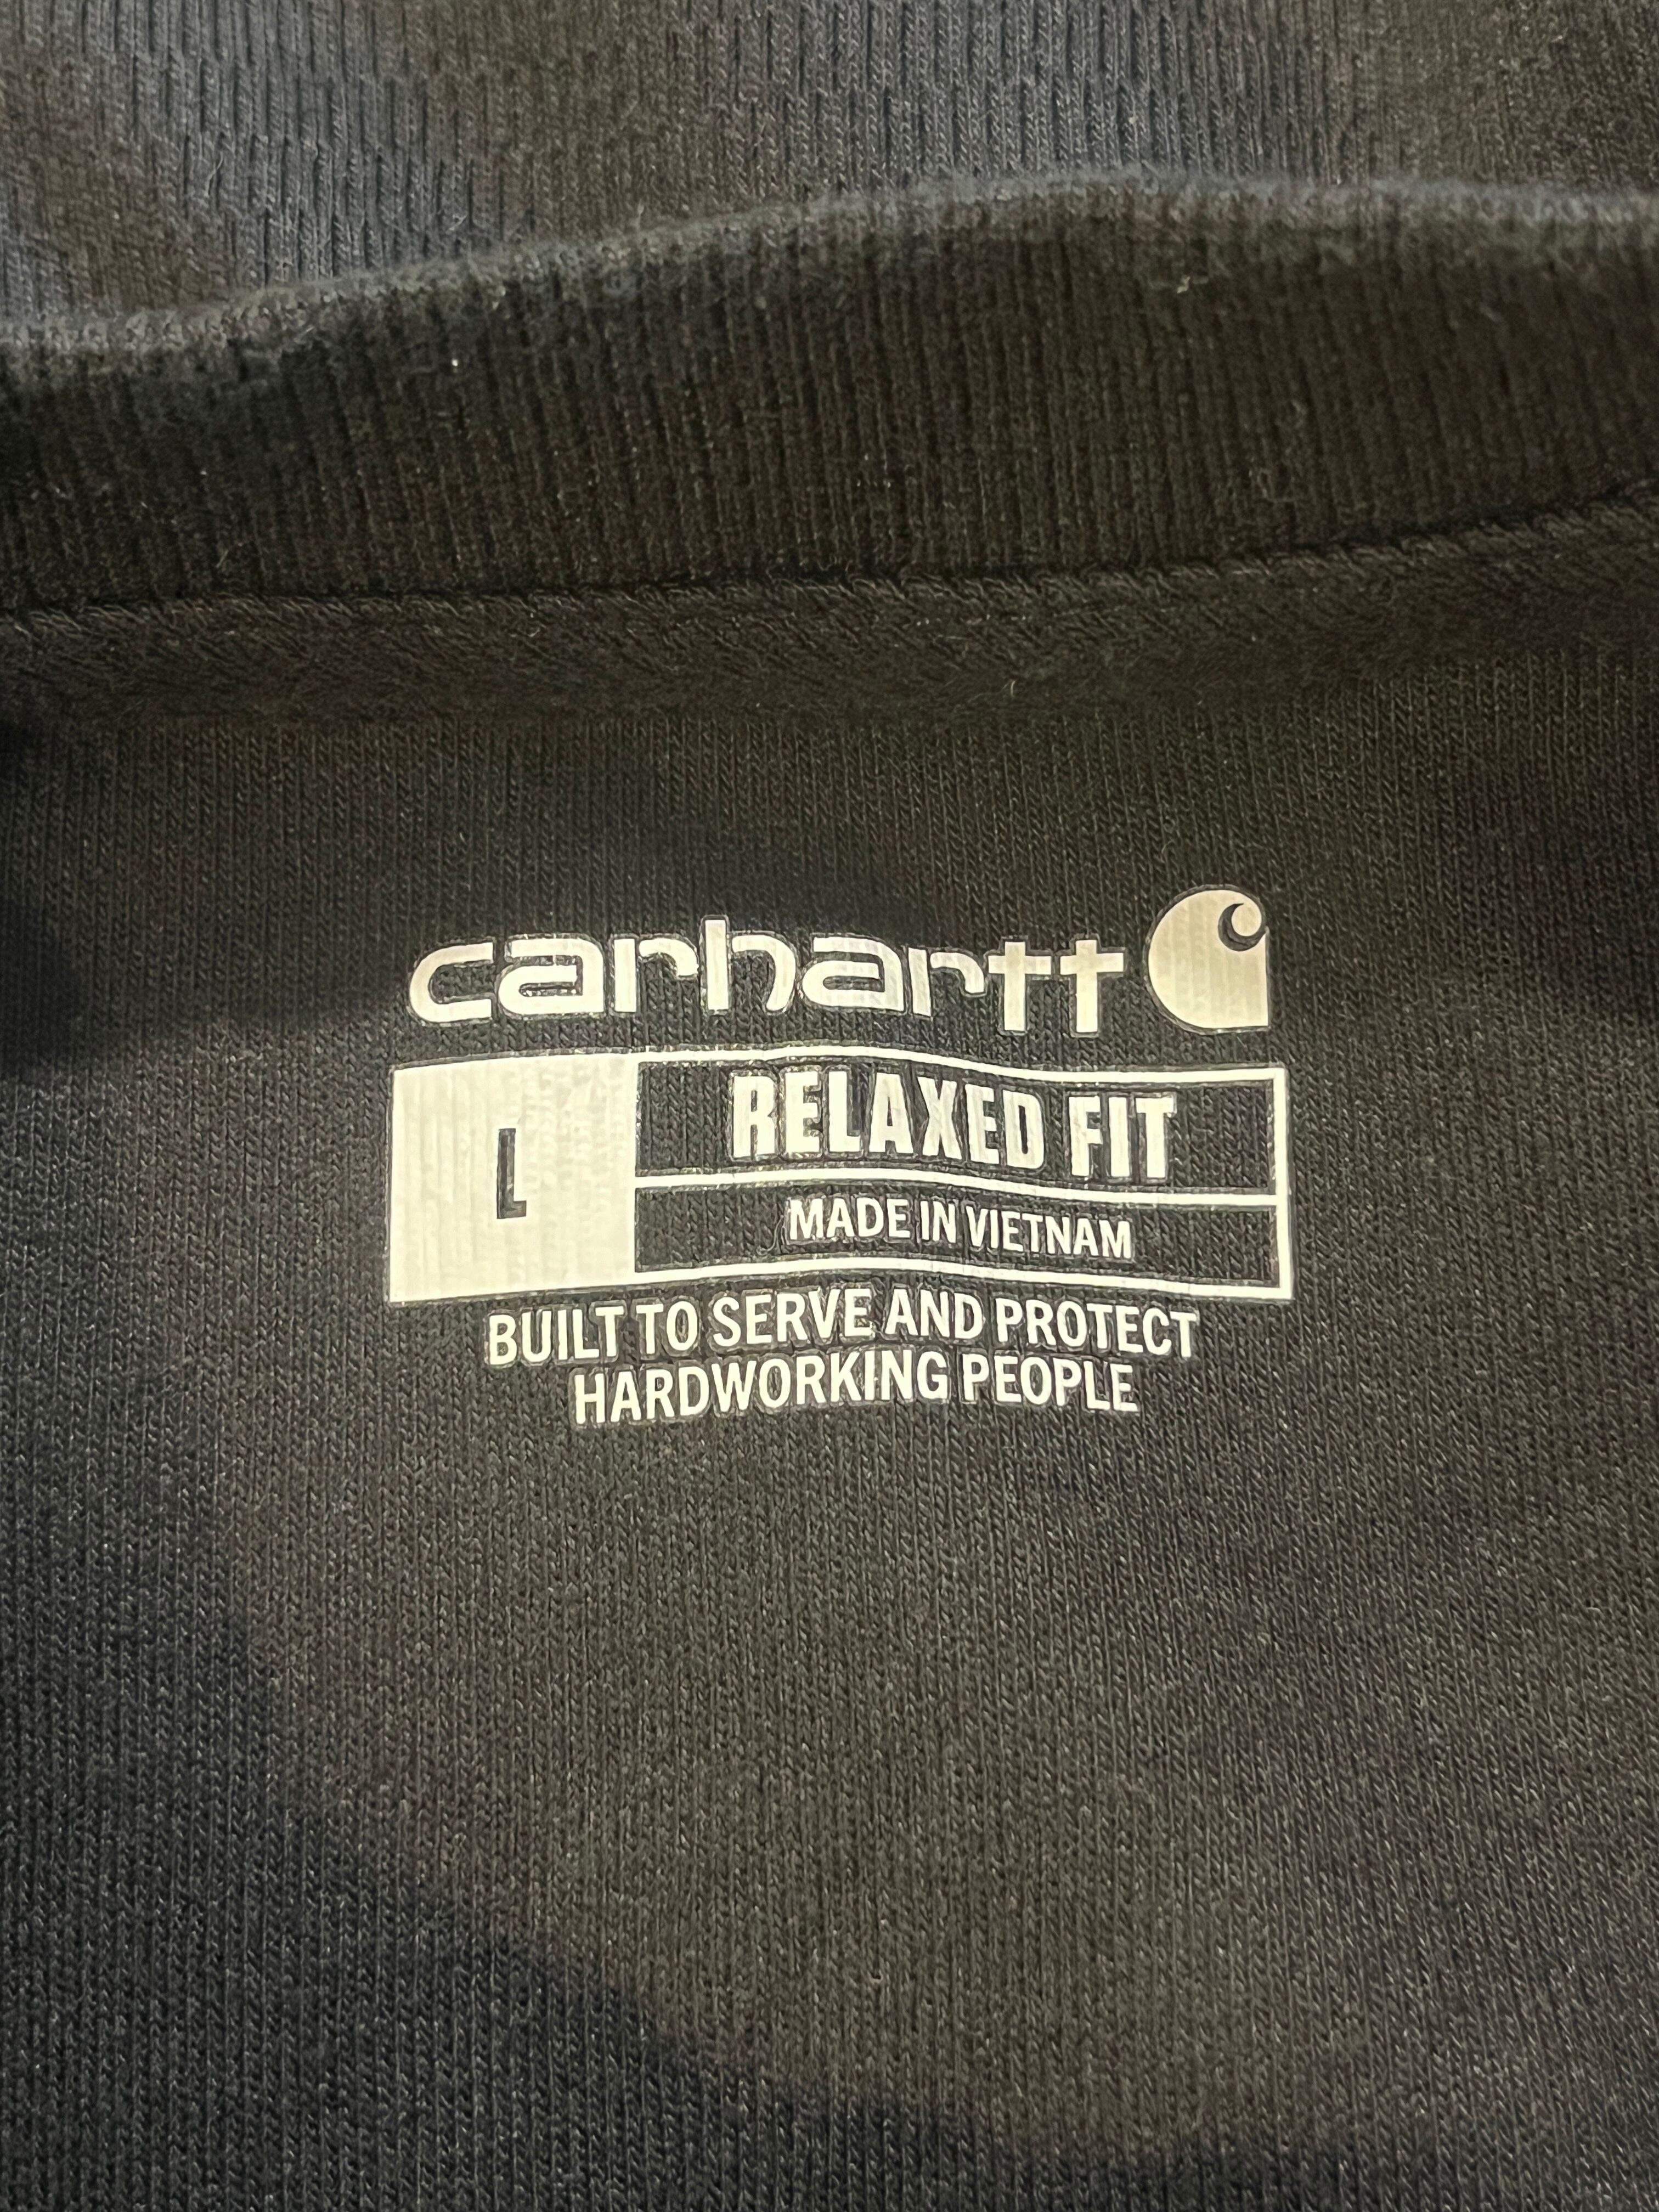 carhartt
L
RELAXED FIT
MADE IN VIETNAM
BUILT TO SERVE AND PROTECT
HARDWORKING PEOPLE